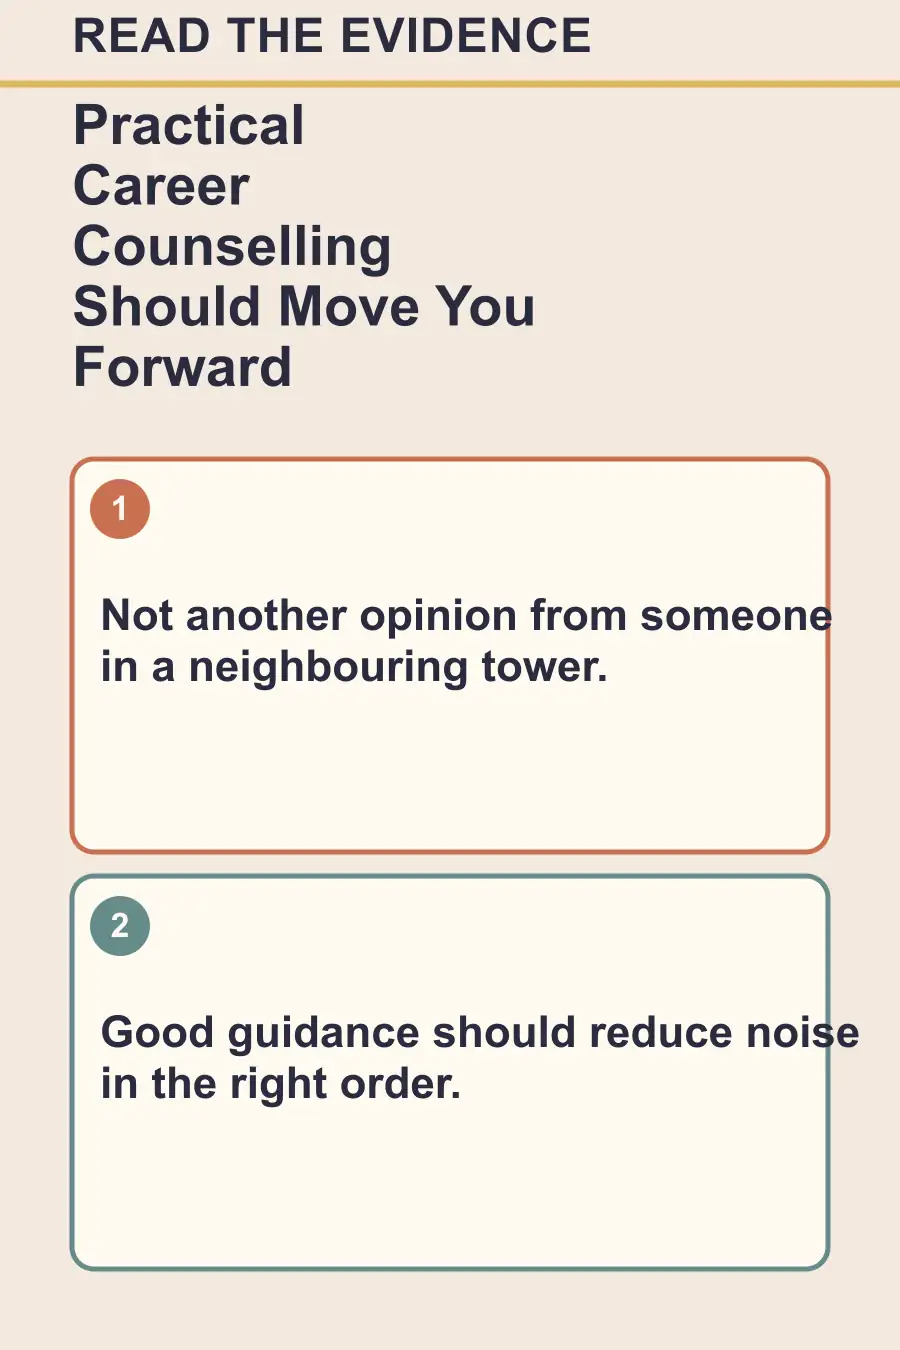 READ THE EVIDENCE
Practical
Career
Counselling
Should Move You
Forward
1
Not another opinion from someone
in a neighbouring tower.
2
Good guidance should reduce noise
in the right order.